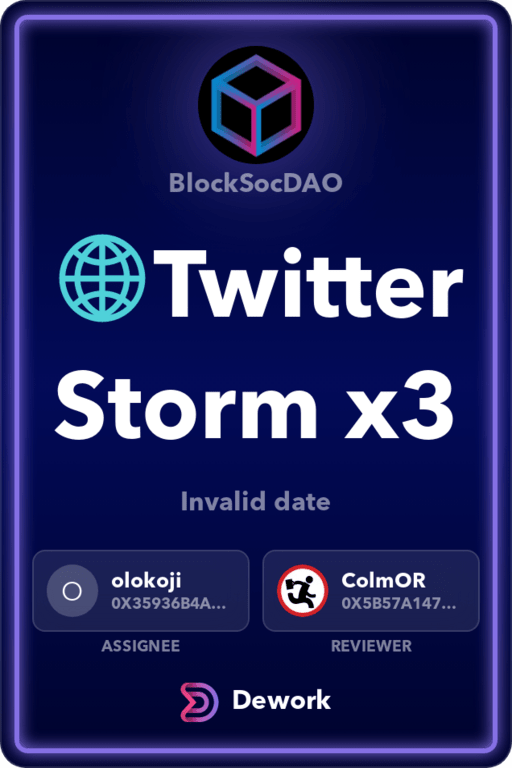 BlockSocDAO
🌐Twitter
Storm x3
Invalid date
O
olokoji
0X35936B4A...
ColmOR
0X5B57A147...
ASSIGNEE
REVIEWER
Dework